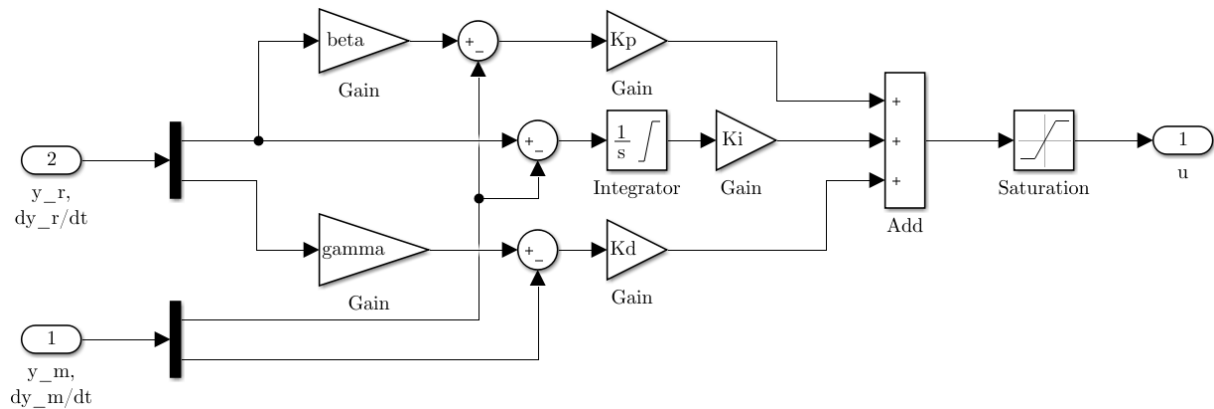 beta
Gain
+
_
Kp
Gain
2
y_r,
dy_r/dt
+
_
1
s
Integrator
Ki
Gain
+
+
+
Add
Saturation
1
u
gamma
Gain
+
_
Kd
Gain
1
y_m,
dy_m/dt